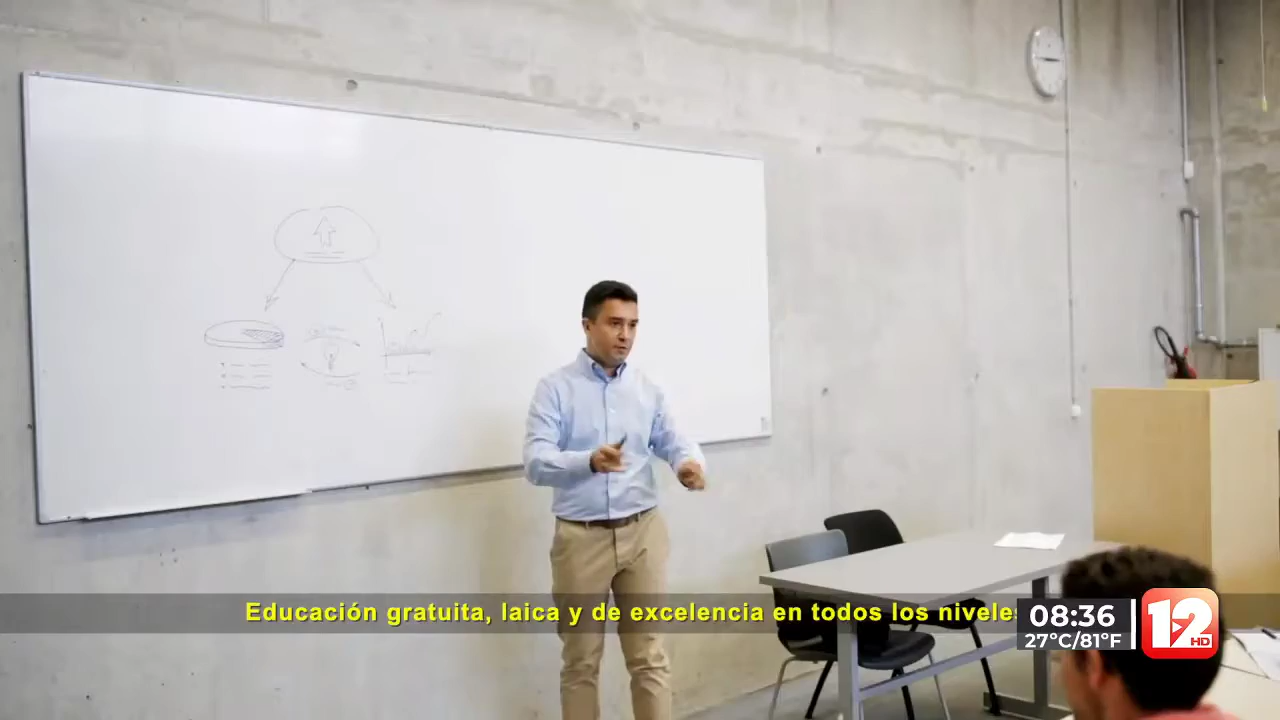 Educación gratuita, laica y de excelencia en todos los niveles
08:36
27°C/81°F
12
HD